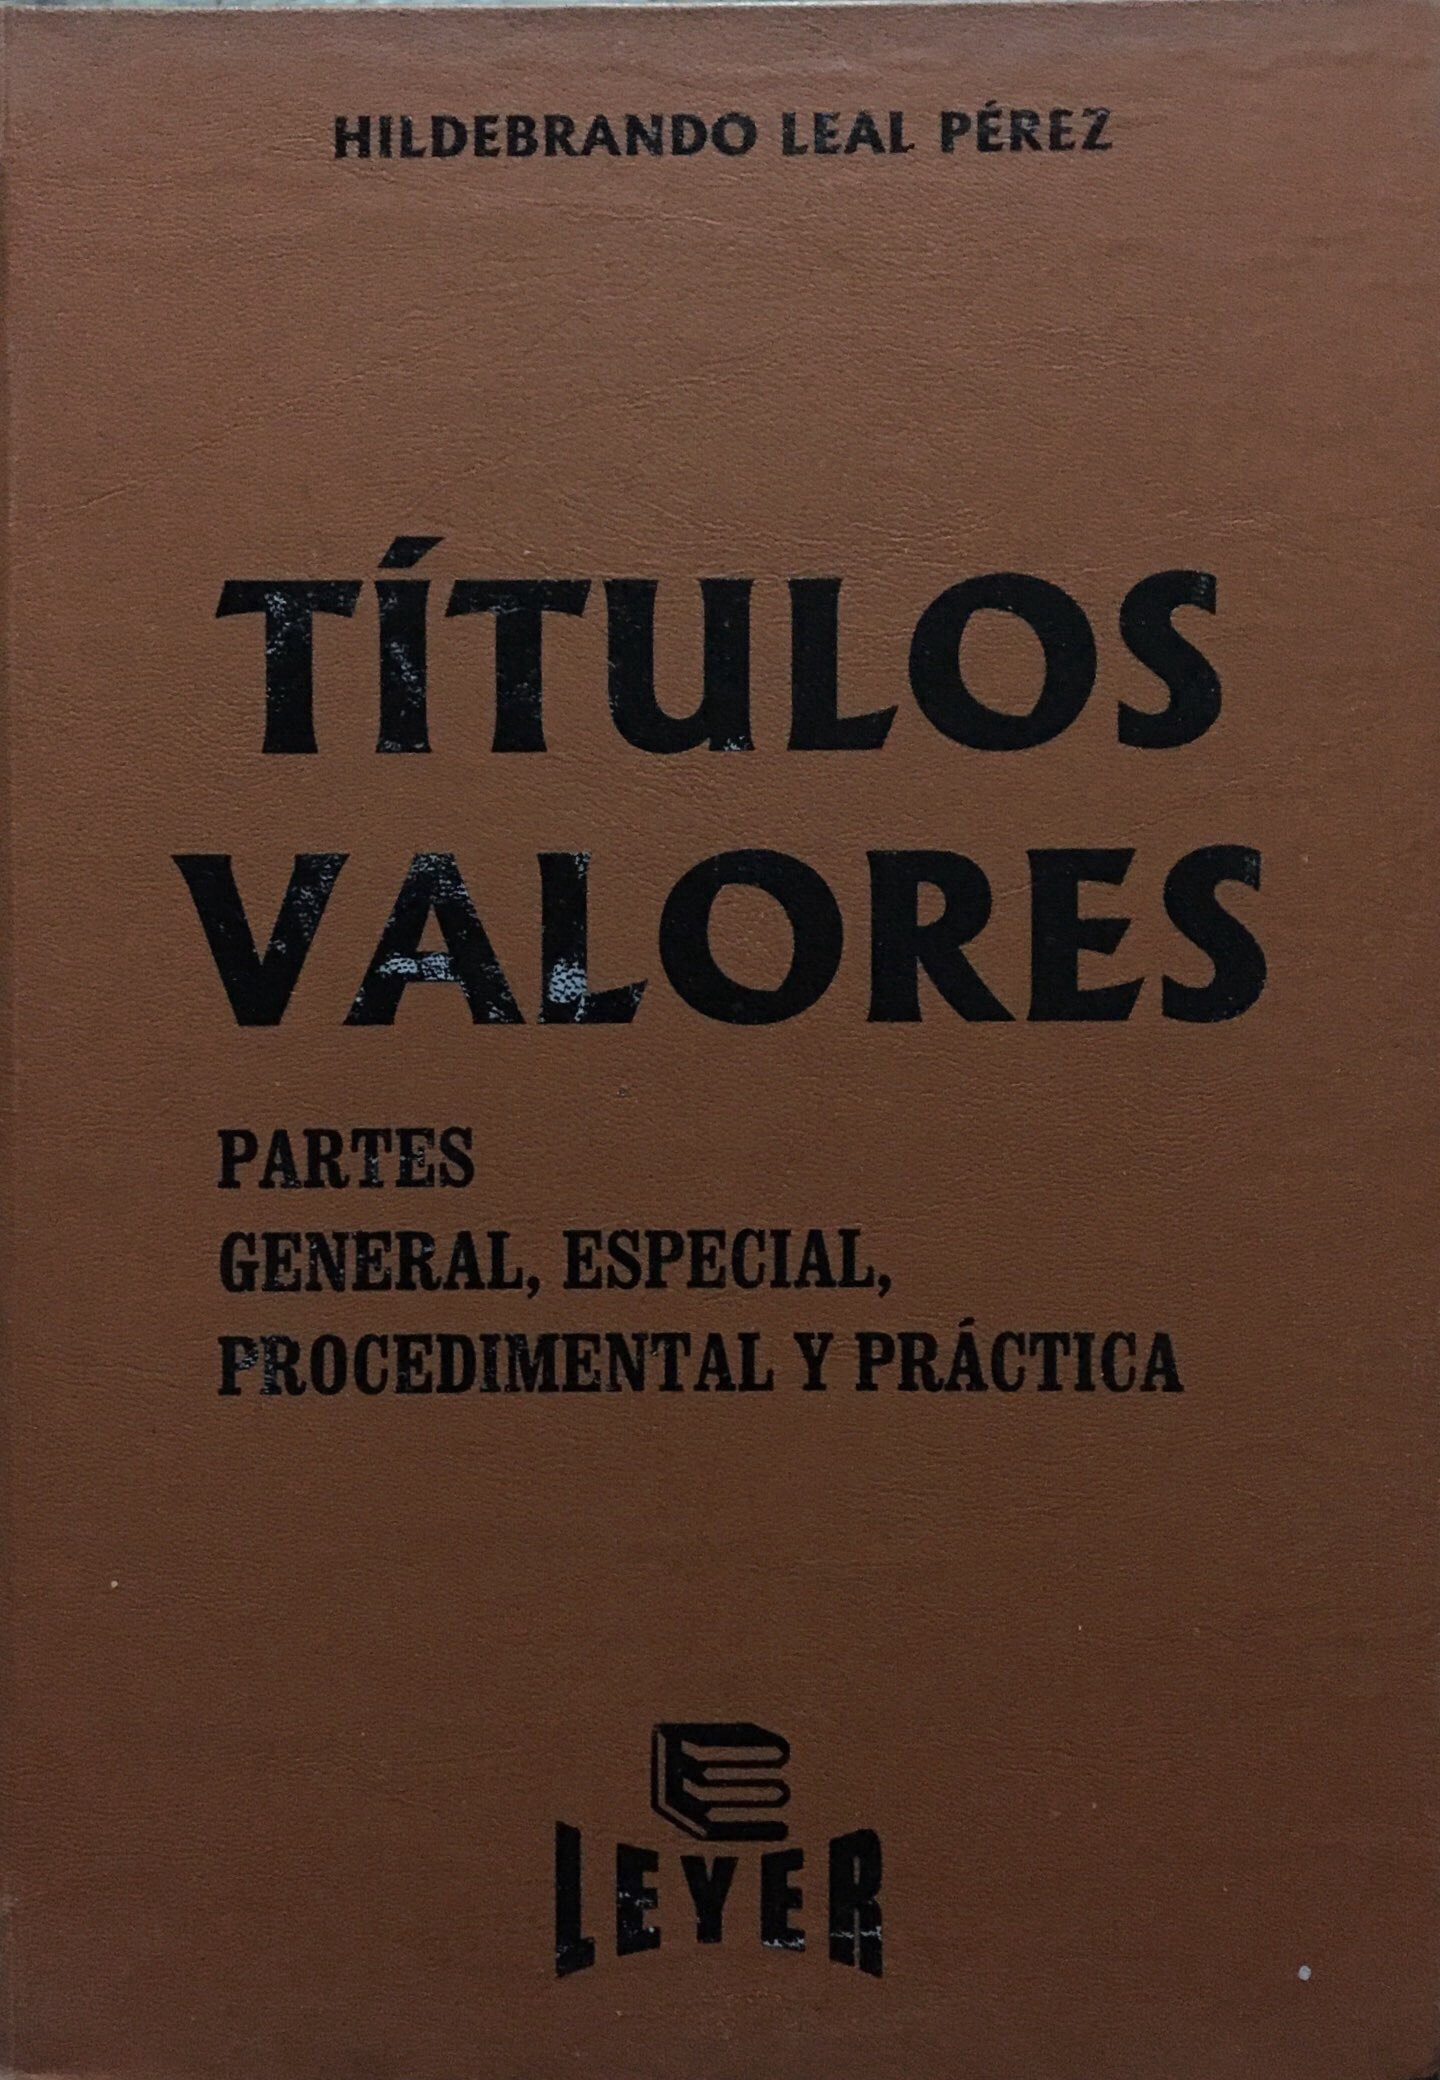 HILDEBRANDO LEAL PÉREZ
TÍTULOS
VALORES
PARTES
GENERAL, ESPECIAL,
PROCEDIMENTAL Y PRÁCTICA
LEYER